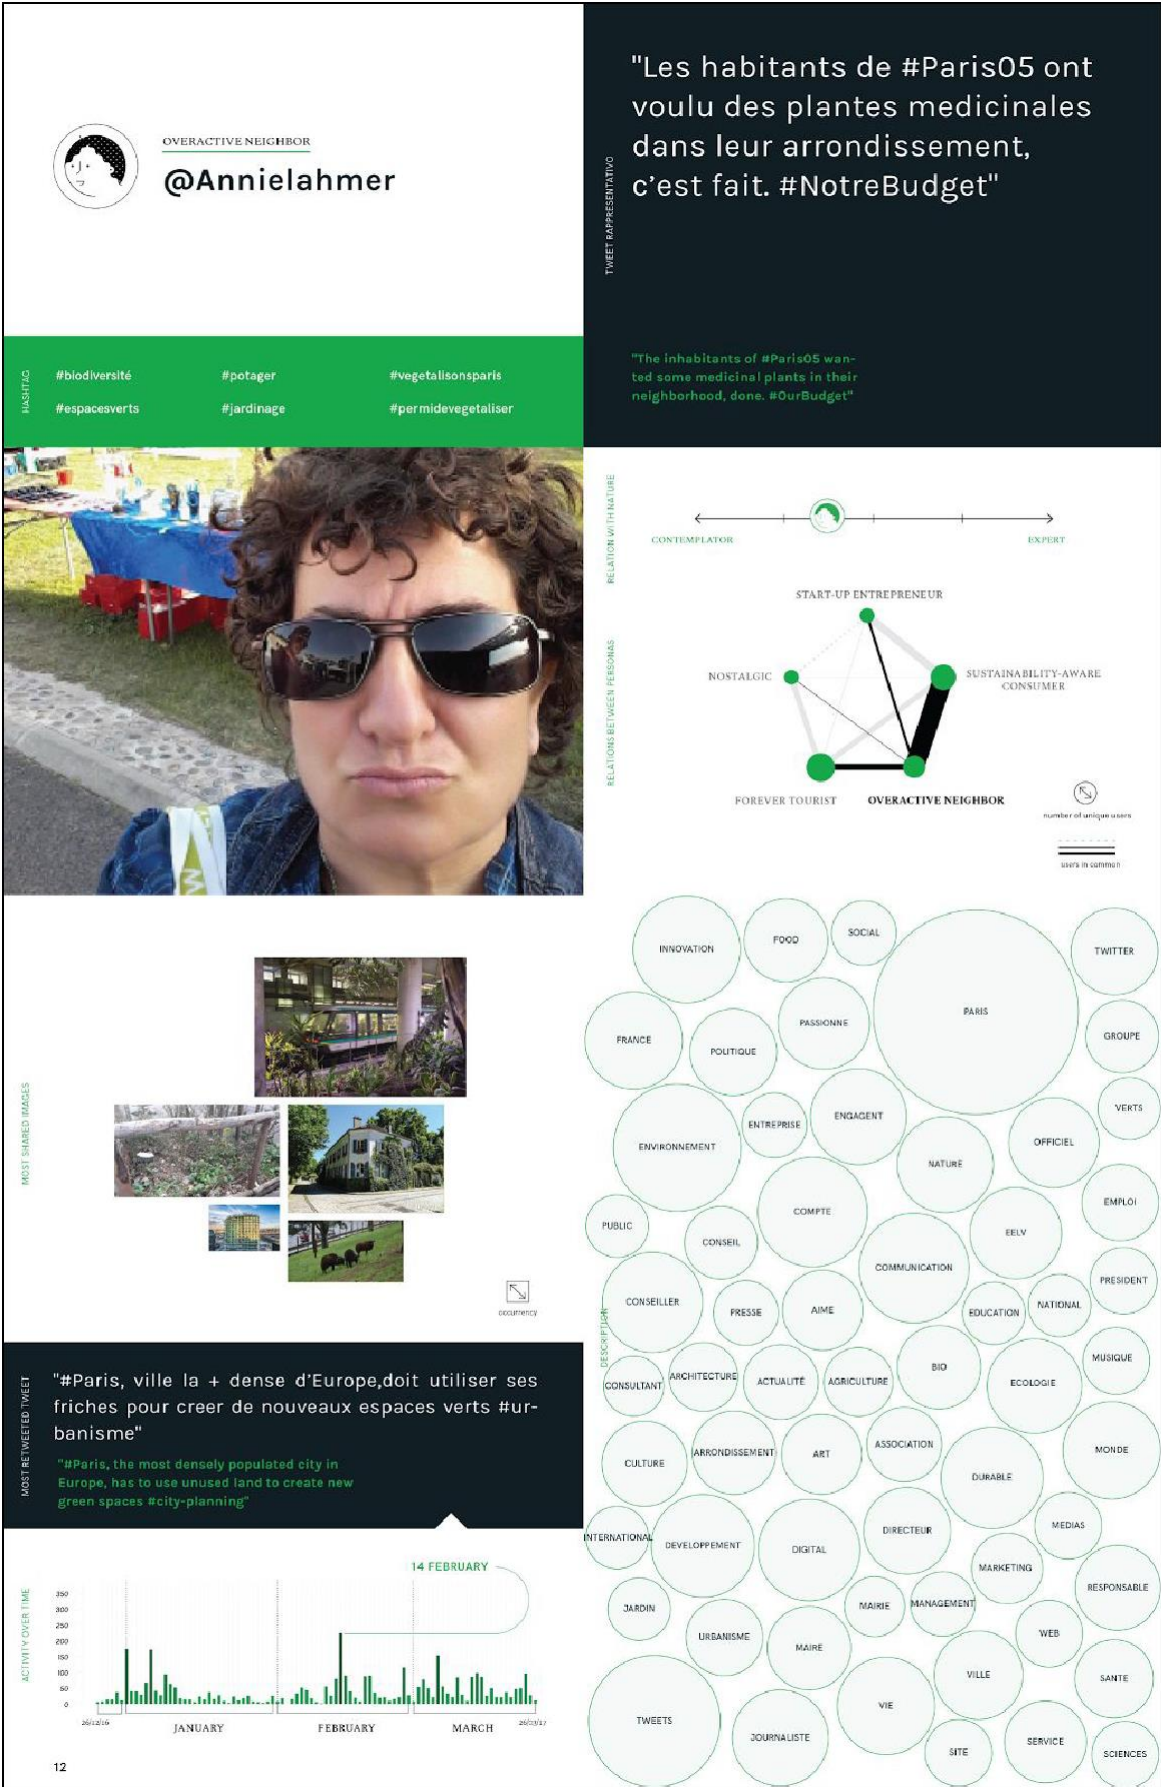 OVERACTIVE NEIGHBOR
@Annielahmer
HASHTAG
#biodiversité
#potager
#vegetalisonsparis
#espacesverts
#jardinage
#permidevegetaliser
TWEET RAPPRESENTATIVO
"Les habitants de #Paris05 ont
voulu des plantes medicinales
dans leur arrondissement,
c'est fait. #NotreBudget"
"The inhabitants of #Paris05 wan-
ted some medicinal plants in their
neighborhood, done. #OurBudget"
RELATION WITH NATURE
CONTEMPLATOR
EXPERT
RELATIONS BETWEEN PERSONAS
START-UP ENTREPRENEUR
NOSTALGIC
SUSTAINABILITY-AWARE
CONSUMER
FOREVER TOURIST
OVERACTIVE NEIGHBOR
number of unique users
users in common
MOST SHARED IMAGES
occurrency
MOST RETWEETED TWEET
"#Paris, ville la + dense d'Europe,doit utiliser ses
friches pour creer de nouveaux espaces verts #ur-
banisme"
"#Paris, the most densely populated city in
Europe, has to use unused land to create new
green spaces #city-planning"
ACTIVITY OVER TIME
14 FEBRUARY
350
300
250
200
150
100
50
0
26/12/16
JANUARY
FEBRUARY
MARCH
26/03/17
12
DESCRIPTION
INNOVATION
FOOD
SOCIAL
TWITTER
PARIS
FRANCE
POLITIQUE
PASSIONNE
GROUPE
ENVIRONNEMENT
ENTREPRISE
ENGAGENT
VERTS
NATURE
OFFICIEL
PUBLIC
CONSEIL
COMPTE
EMPLOI
EELV
COMMUNICATION
PRESIDENT
CONSEILLER
PRESSE
AIME
EDUCATION
NATIONAL
CONSULTANT
ARCHITECTURE
ACTUALITÉ
AGRICULTURE
BIO
ECOLOGIE
MUSIQUE
CULTURE
ARRONDISSEMENT
ART
ASSOCIATION
DURABLE
MONDE
INTERNATIONAL
DEVELOPPEMENT
DIGITAL
DIRECTEUR
MEDIAS
MARKETING
RESPONSABLE
JARDIN
URBANISME
MAIRE
MAIRIE
MANAGEMENT
WEB
VILLE
SANTE
TWEETS
JOURNALISTE
VIE
SITE
SERVICE
SCIENCES